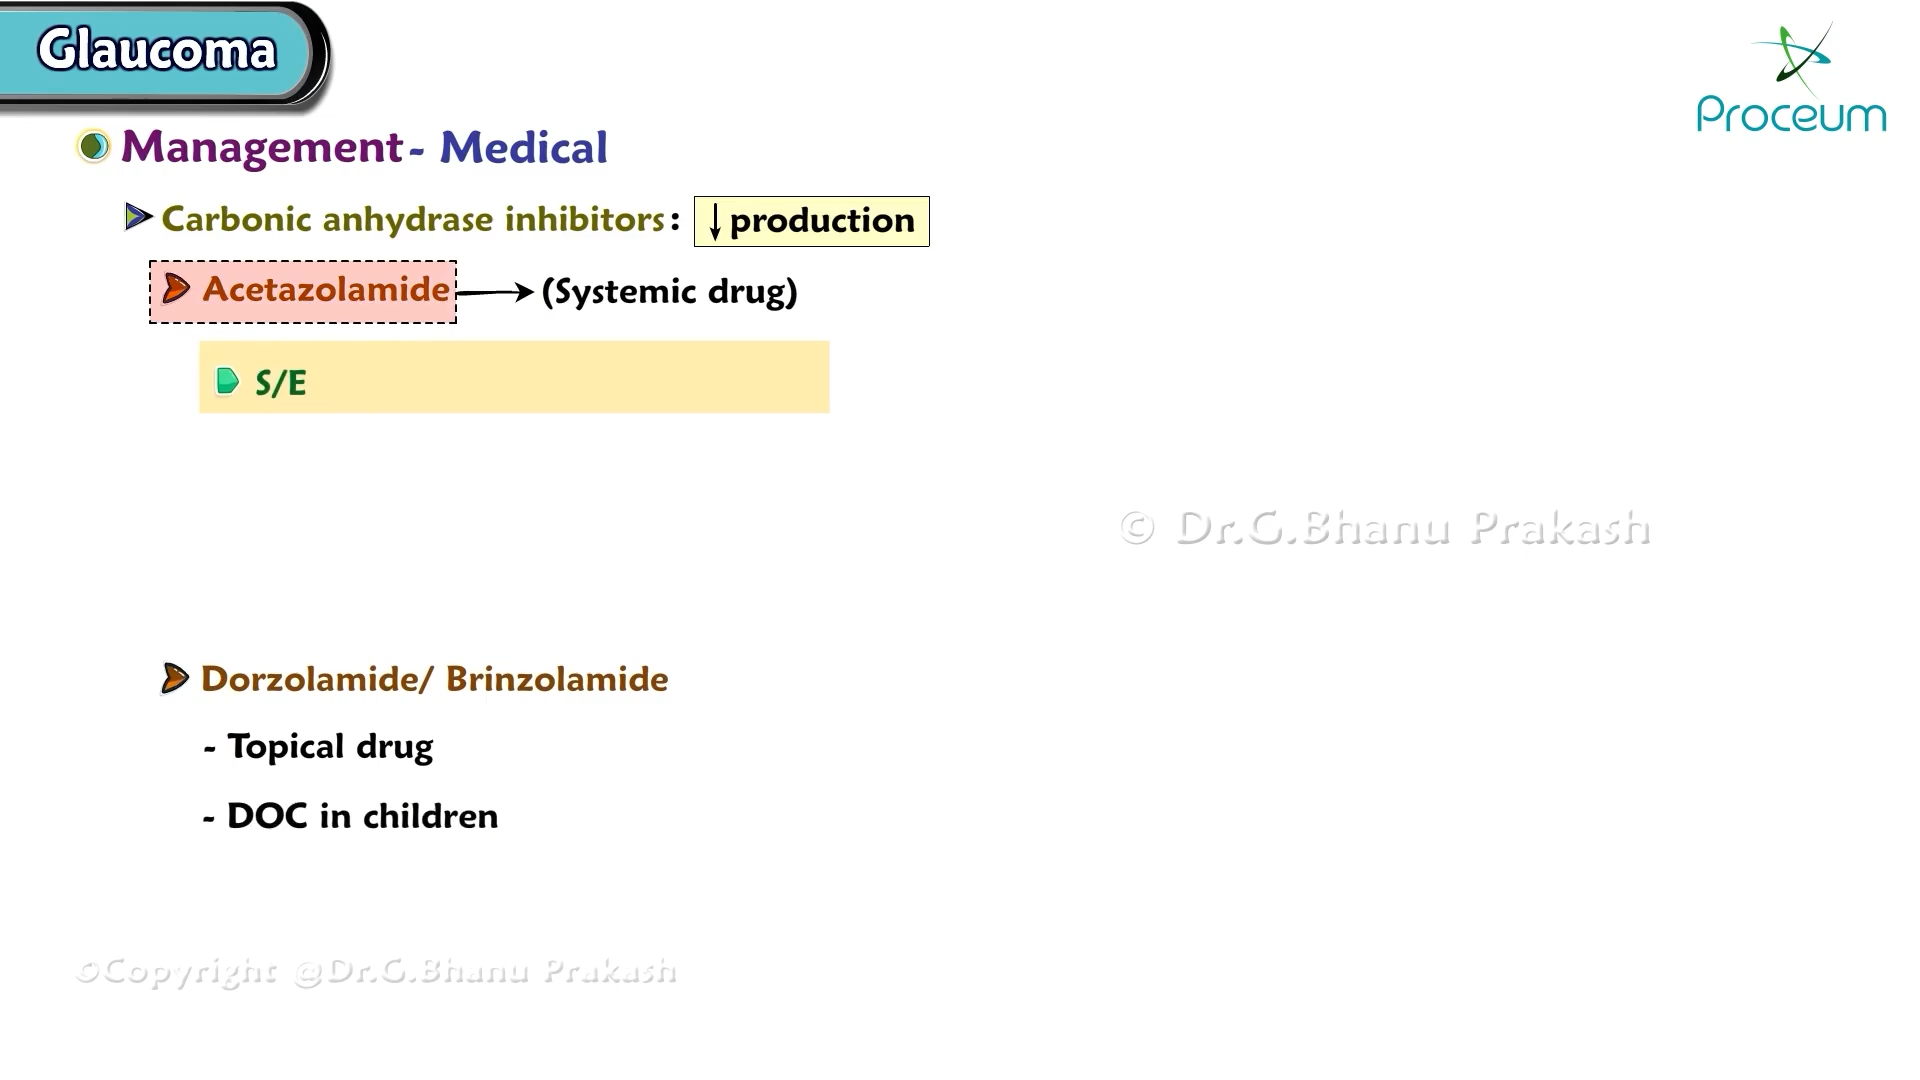 Glaucoma
Proceum
Management - Medical
Carbonic anhydrase inhibitors : ↓ production
Acetazolamide → (Systemic drug)
S/E
© Dr.G.Bhanu Prakash
Dorzolamide/ Brinzolamide
- Topical drug
- DOC in children
©Copyright @Dr.G.Bhanu Prakash